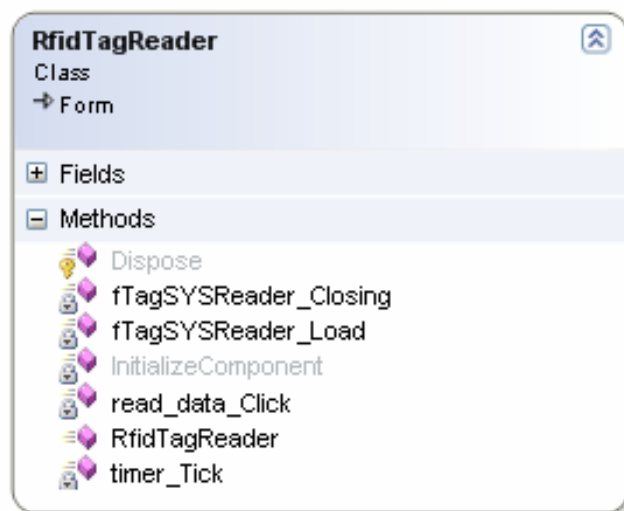 RfidTagReader
Class
Form
Fields
Methods
Dispose
fTagSYSReader_Closing
fTagSYSReader_Load
InitializeComponent
read_data_Click
RfidTagReader
timer_Tick